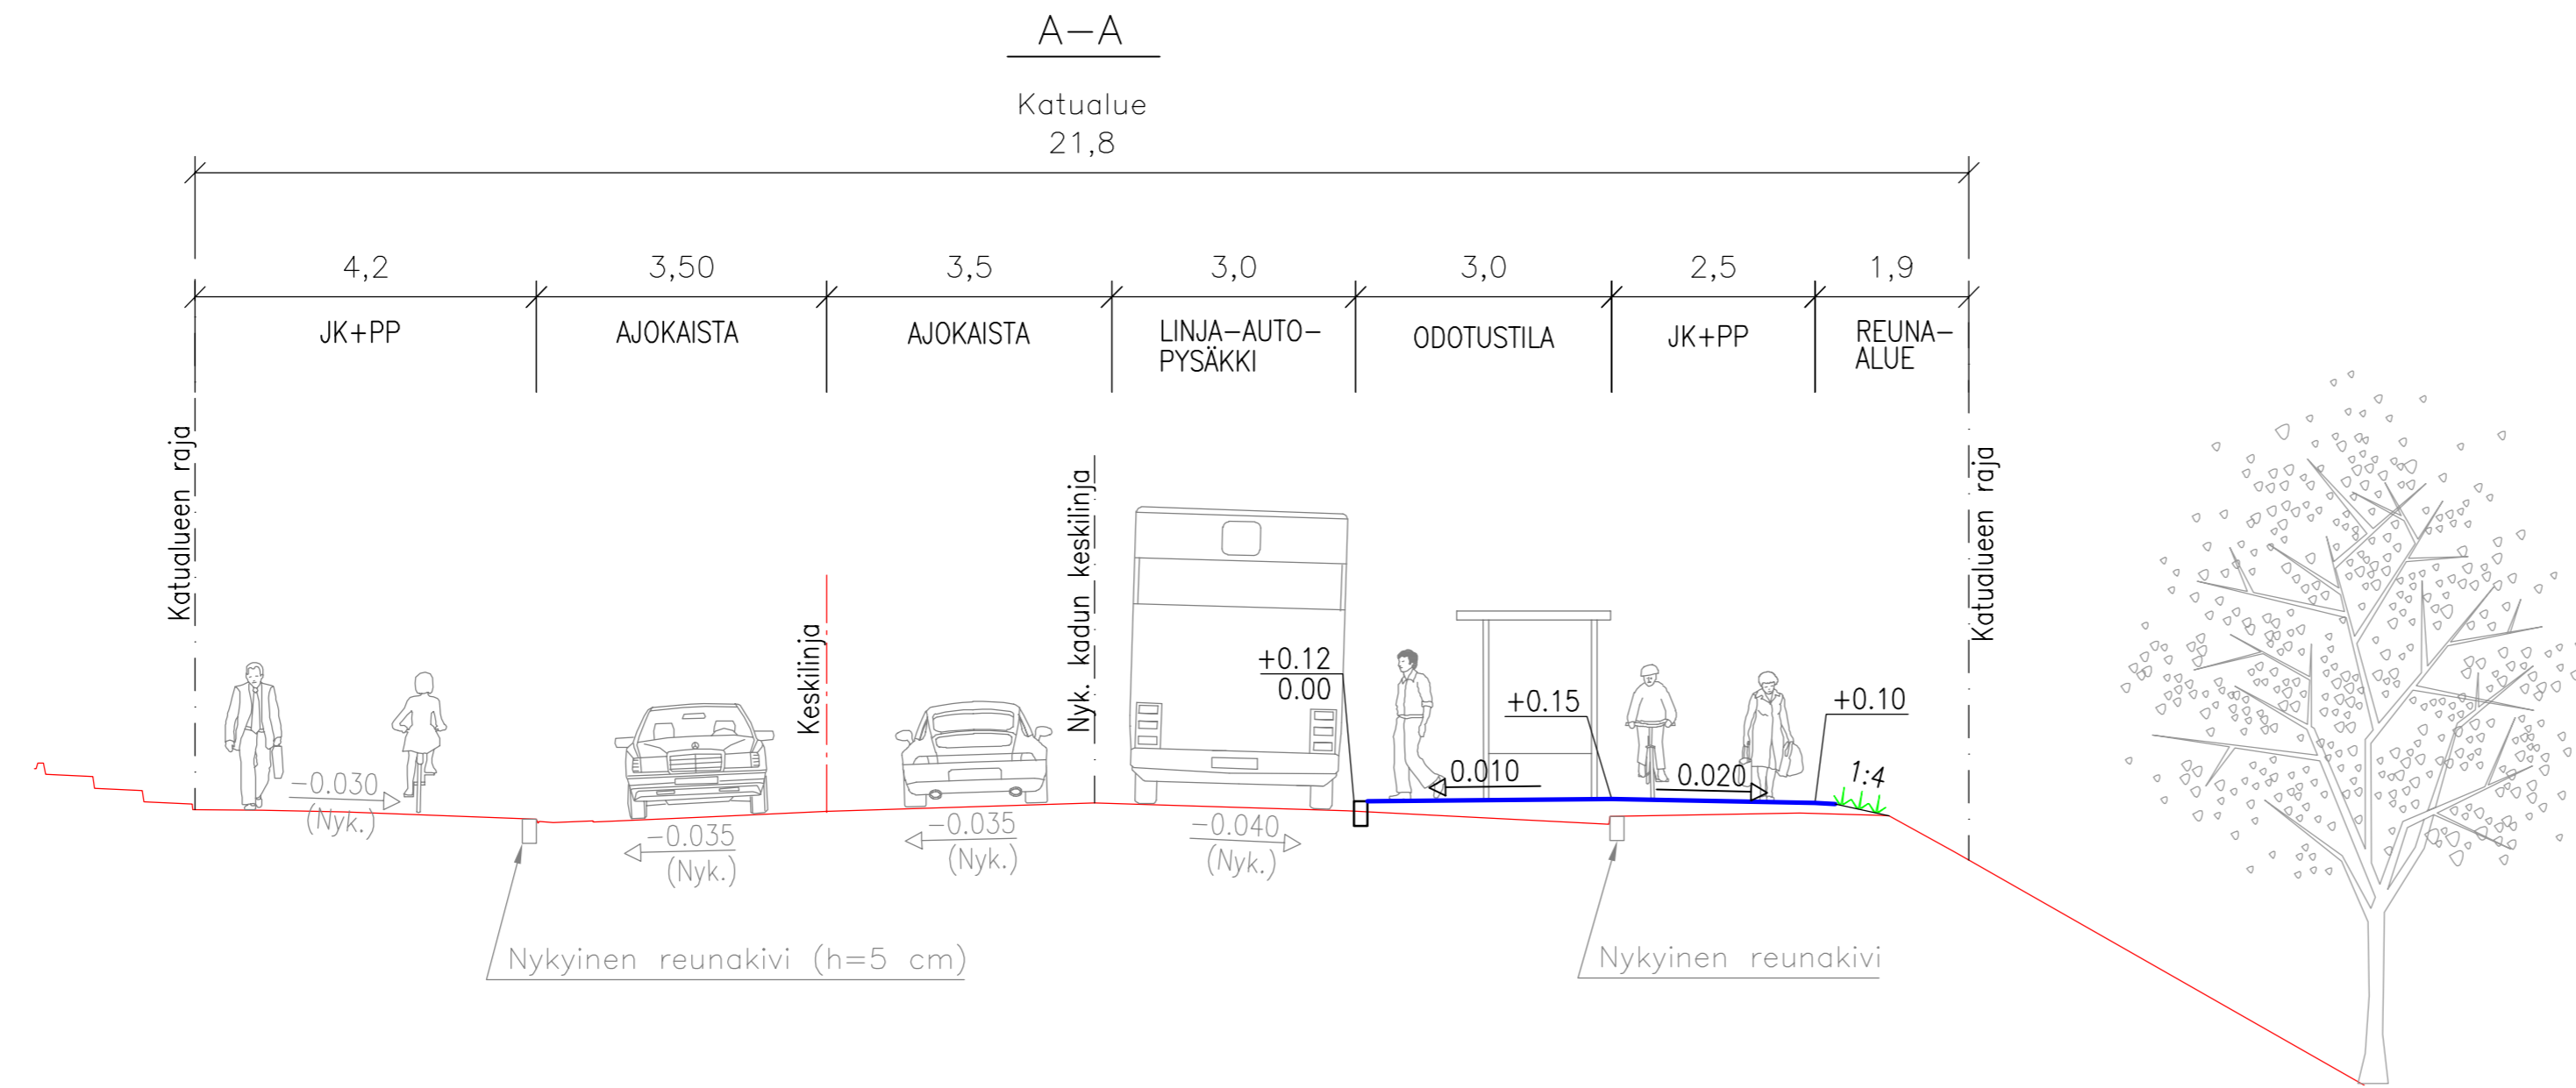 A-A
Katualue
21,8
4,2
3,50
3,5
3,0
3,0
2,5
1,9
JK+PP
AJOKAISTA
AJOKAISTA
LINJA-AUTO-
PYSÄKKI
ODOTUSTILA
JK+PP
REUNA-
ALUE
Katualueen raja
Keskilinja
Nyk. kadun keskilinja
Katualueen raja
+0.12
0.00
+0.15
+0.10
-0.030
(Nyk.)
-0.035
(Nyk.)
-0.035
(Nyk.)
-0.040
(Nyk.)
0.010
0.020
1:4
Nykyinen reunakivi (h=5 cm)
Nykyinen reunakivi